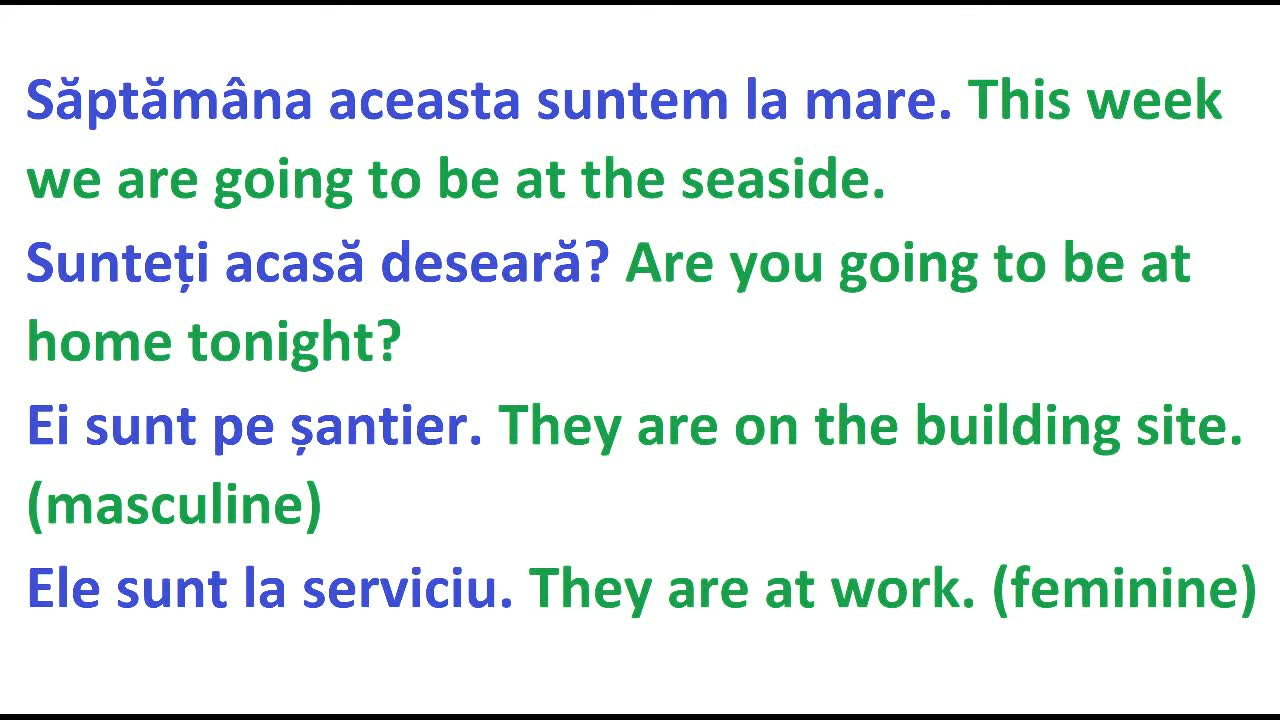 Săptămâna aceasta suntem la mare. This week
we are going to be at the seaside.
Sunteți acasă deseară? Are you going to be at
home tonight?
Ei sunt pe șantier. They are on the building site.
(masculine)
Ele sunt la serviciu. They are at work. (feminine)